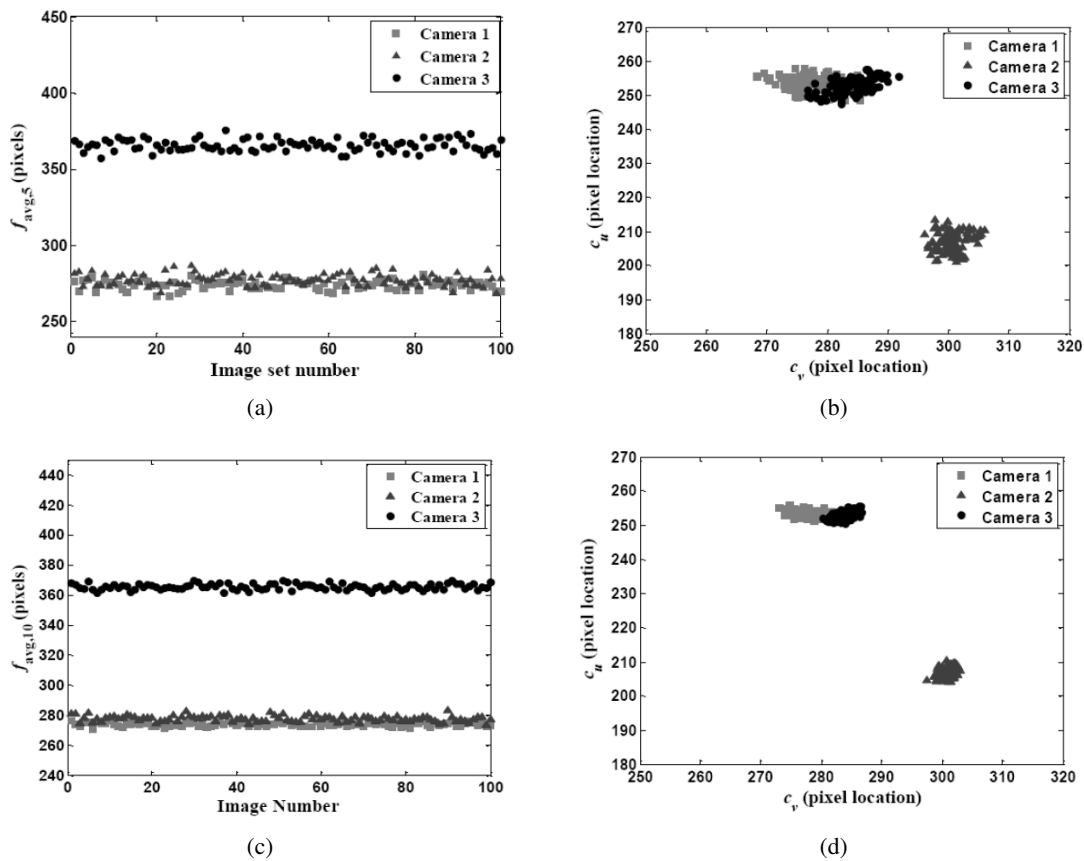 450
400
350
300
250
0
20
40
60
80
100
f avg,5 (pixels)
Image set number
Camera 1
Camera 2
Camera 3
(a)
270
260
250
240
230
220
210
200
190
180
250
260
270
280
290
300
310
320
c_u (pixel location)
c_v (pixel location)
Camera 1
Camera 2
Camera 3
(b)
440
420
400
380
360
340
320
300
280
260
240
0
20
40
60
80
100
f avg,10 (pixels)
Image Number
Camera 1
Camera 2
Camera 3
(c)
270
260
250
240
230
220
210
200
190
180
250
260
270
280
290
300
310
320
c_u (pixel location)
c_v (pixel location)
Camera 1
Camera 2
Camera 3
(d)